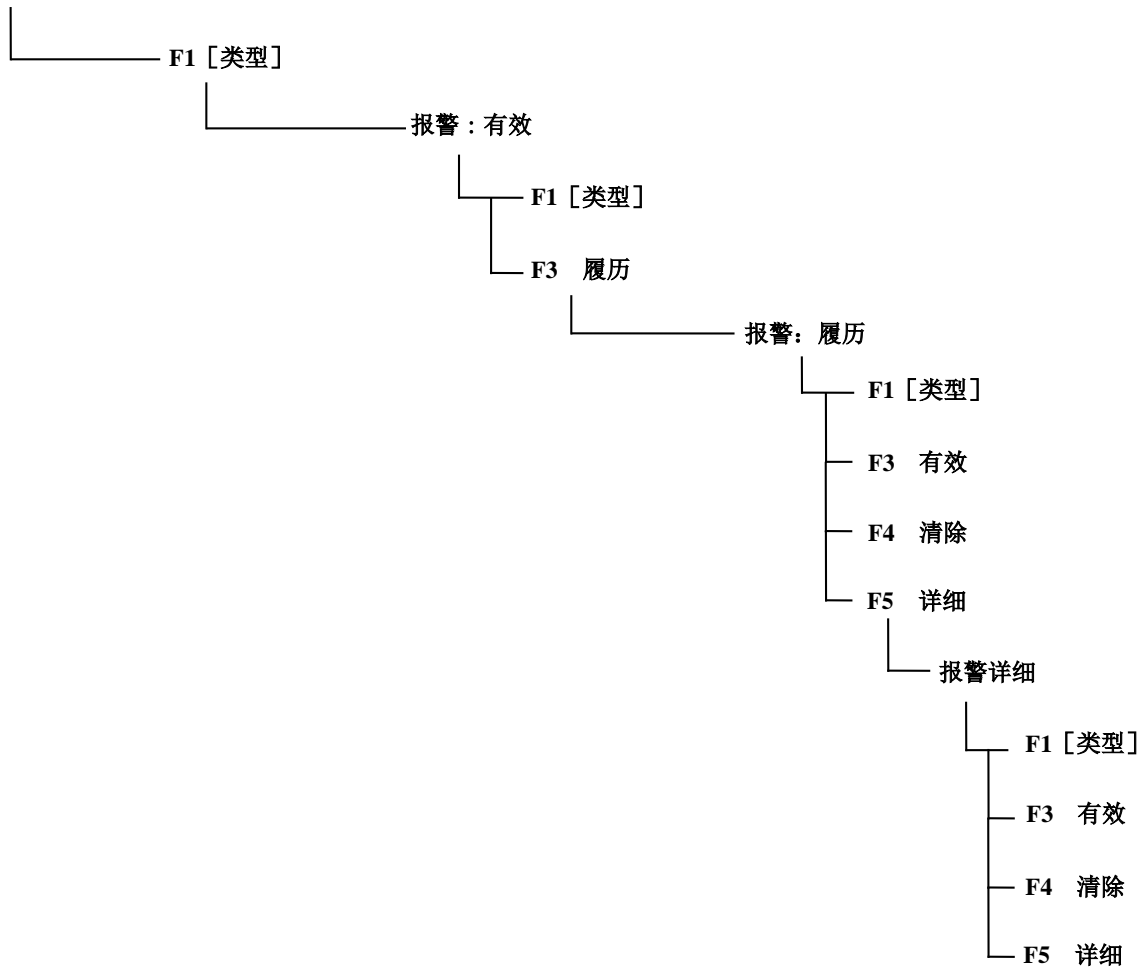 F1［类型］
报警：有效
F1［类型］
F3　履历
报警：履历
F1［类型］
F3　有效
F4　清除
F5　详细
报警详细
F1［类型］
F3　有效
F4　清除
F5　详细